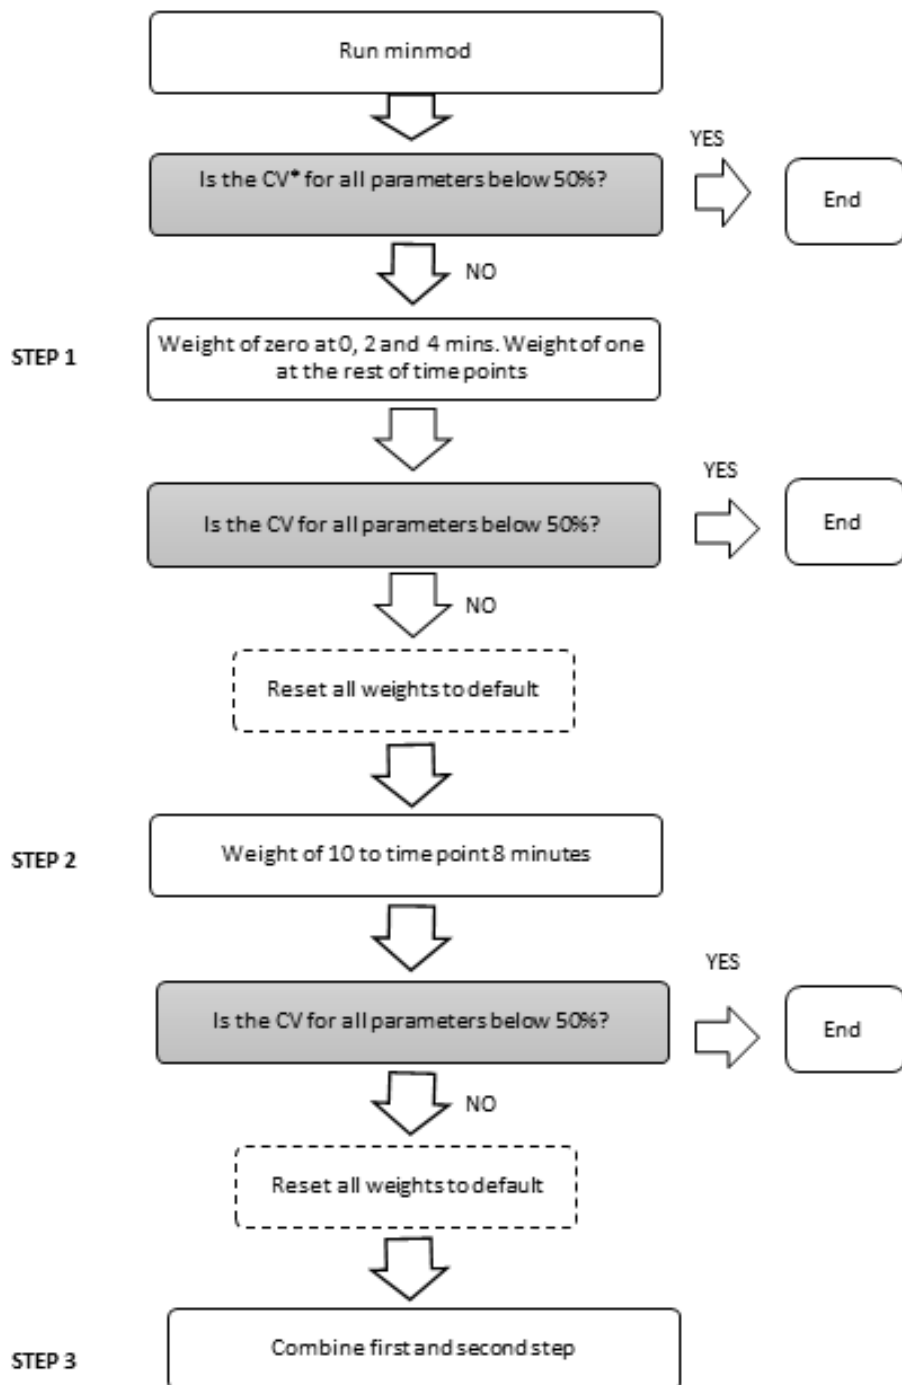 Run minmod
YES
Is the CV* for all parameters below 50%?
End
NO
STEP 1
Weight of zero at 0, 2 and 4 mins. Weight of one
at the rest of time points
YES
Is the CV for all parameters below 50%?
End
NO
Reset all weights to default
STEP 2
Weight of 10 to time point 8 minutes
YES
Is the CV for all parameters below 50%?
End
NO
Reset all weights to default
STEP 3
Combine first and second step